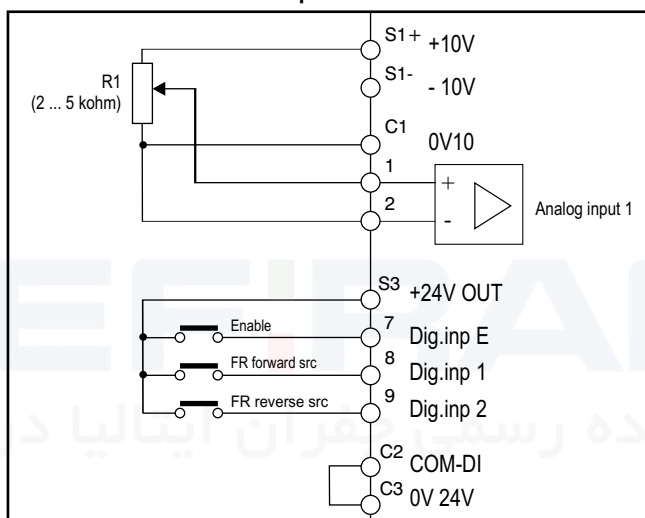 S1+ +10V
S1- - 10V
R1
(2 ... 5 kohm)
C1 0V10
1
+
2
-
Analog input 1
S3 +24V OUT
Enable
7 Dig.inp E
FR forward src
8 Dig.inp 1
FR reverse src
9 Dig.inp 2
C2 COM-DI
C3 0V 24V